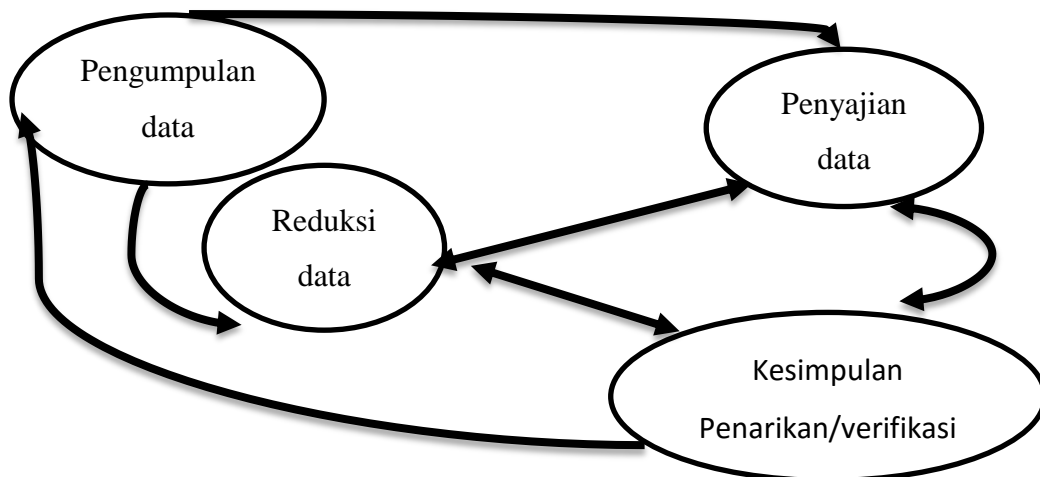 Pengumpulan
data
Penyajian
data
Reduksi
data
Kesimpulan
Penarikan/verifikasi